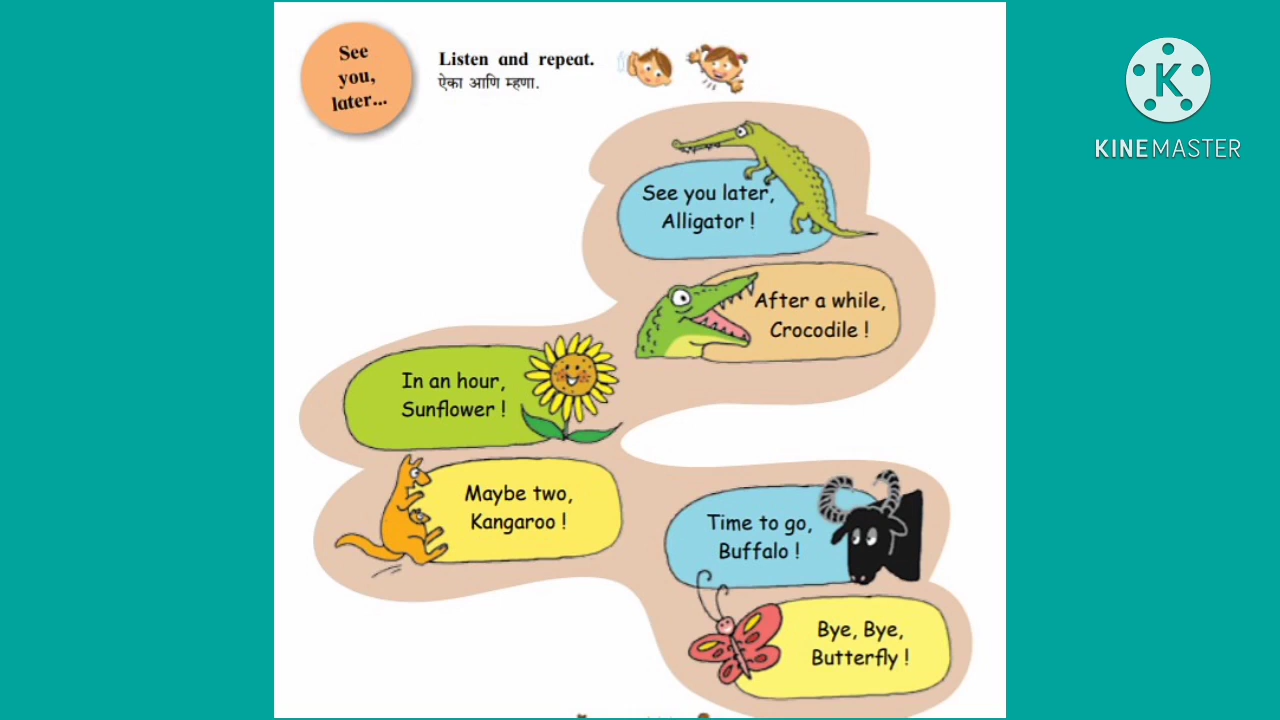 See
you,
later...
Listen and repeat.
ऐका आणि म्हणा.
K
KINEMASTER
See you later,
Alligator !
After a while,
Crocodile !
In an hour,
Sunflower !
Maybe two,
Kangaroo !
Time to go,
Buffalo !
Bye, Bye,
Butterfly !